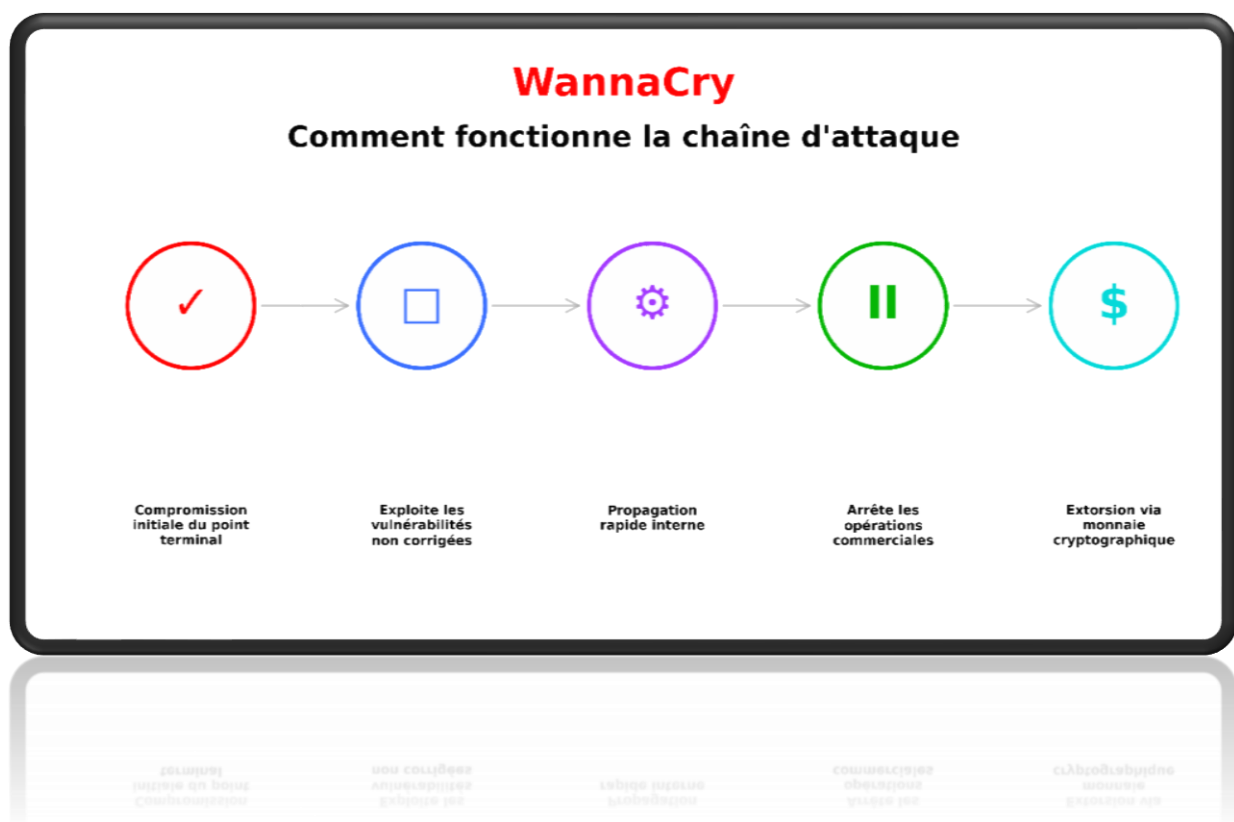 WannaCry
Comment fonctionne la chaîne d'attaque
✓
□
⚙
$
Compromission
initiale du point
terminal
Exploite les
vulnérabilités
non corrigées
Propagation
rapide interne
Arrête les
opérations
commerciales
Extorsion via
monnaie
cryptographique